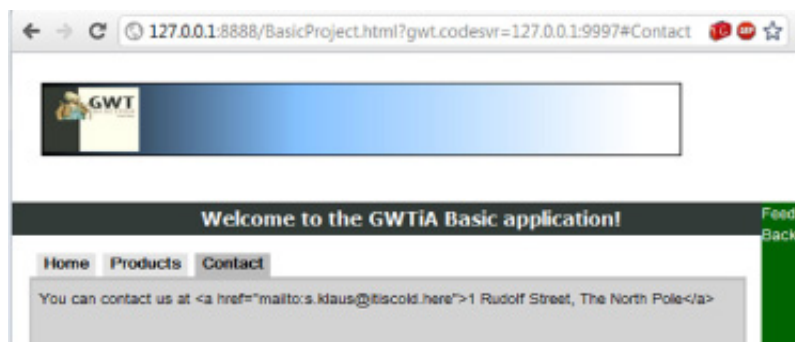 127.0.0.1:8888/BasicProject.html?gwt.codesvr=127.0.0.1:9997#Contact
GWT
Welcome to the GWTiA Basic application!
Feed
Back
Home Products Contact
You can contact us at <a href="mailto:s.klaus@itiscold.here">1 Rudolf Street, The North Pole</a>